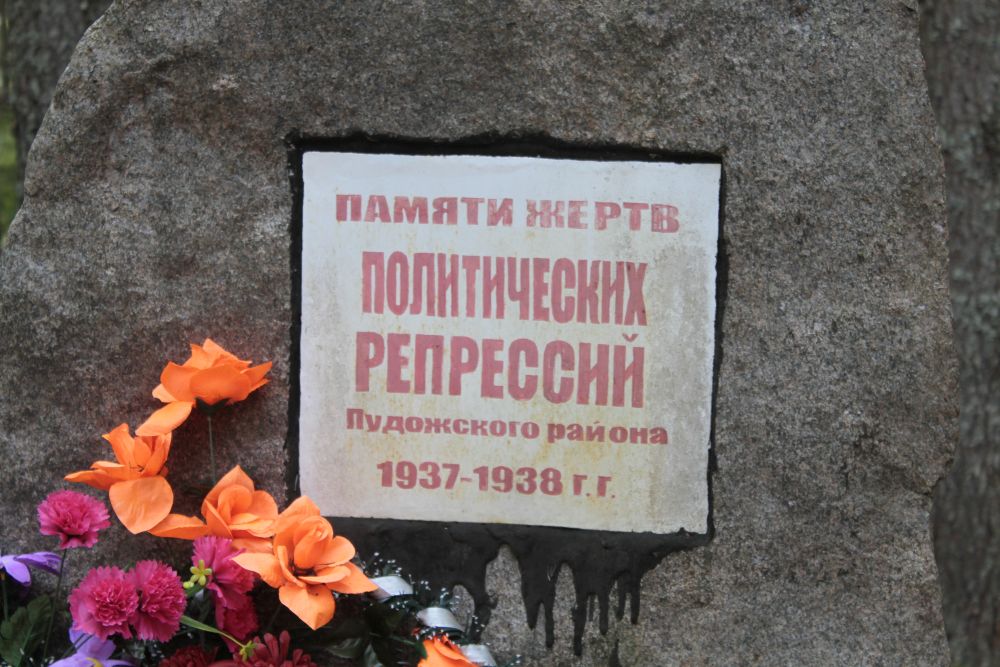 ПАМЯТИ ЖЕРТВ
ПОЛИТИЧЕСКИХ
РЕПРЕССИЙ
Пудожского района
1937-1938 г.г.